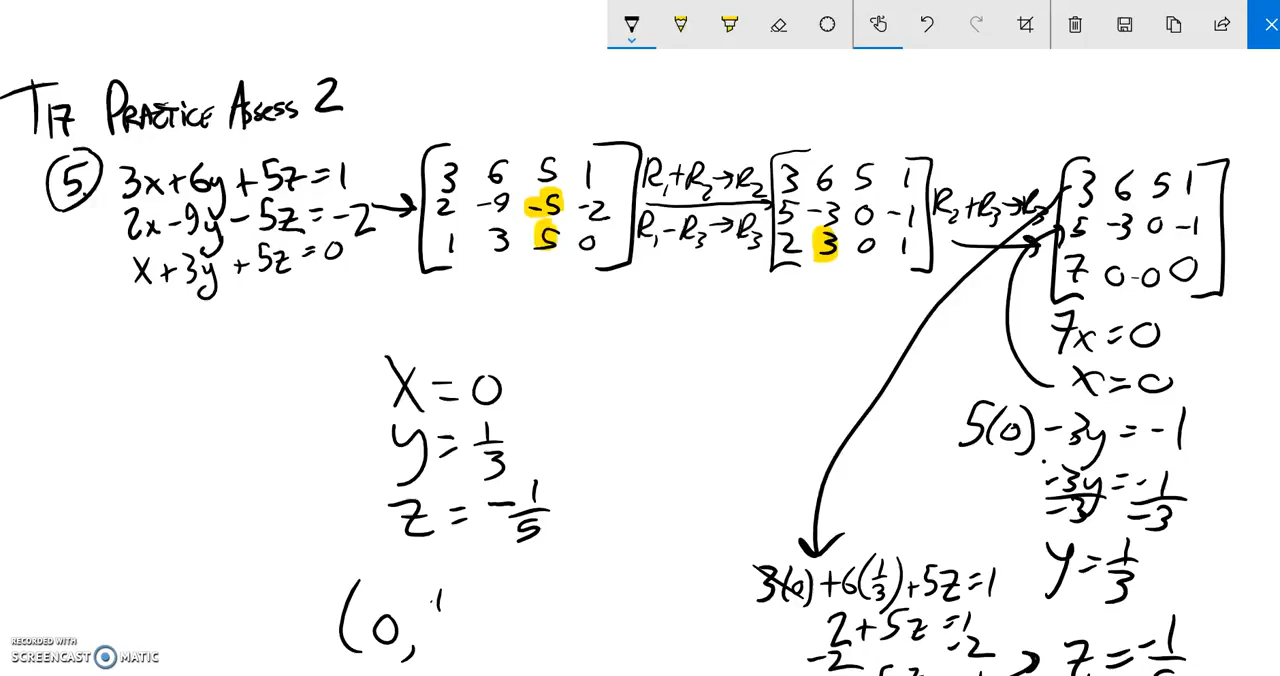 T17 PRACTICE ASSESS 2
5. 3x+6y+5z=1
2x-9y-5z=-2
x+3y+5z=0
3 6 5 1
2 -9 -5 -2
1 3 5 0
R1+R2→R2
R1-R3→R3
3 6 5 1
5 -3 0 -1
2 3 0 1
R2+R3→R3
3 6 5 1
5 -3 0 -1
7 0 0 0
7x=0
x=0
5(0)-3y=-1
-3y/-3=-1/-3
y=1/3
3(0)+6(1/3)+5z=1
2+5z=1
-2 -2
z=-1/5
x=0
y=1/3
z=-1/5
(0,
RECORDED WITH
SCREENCAST MATIC